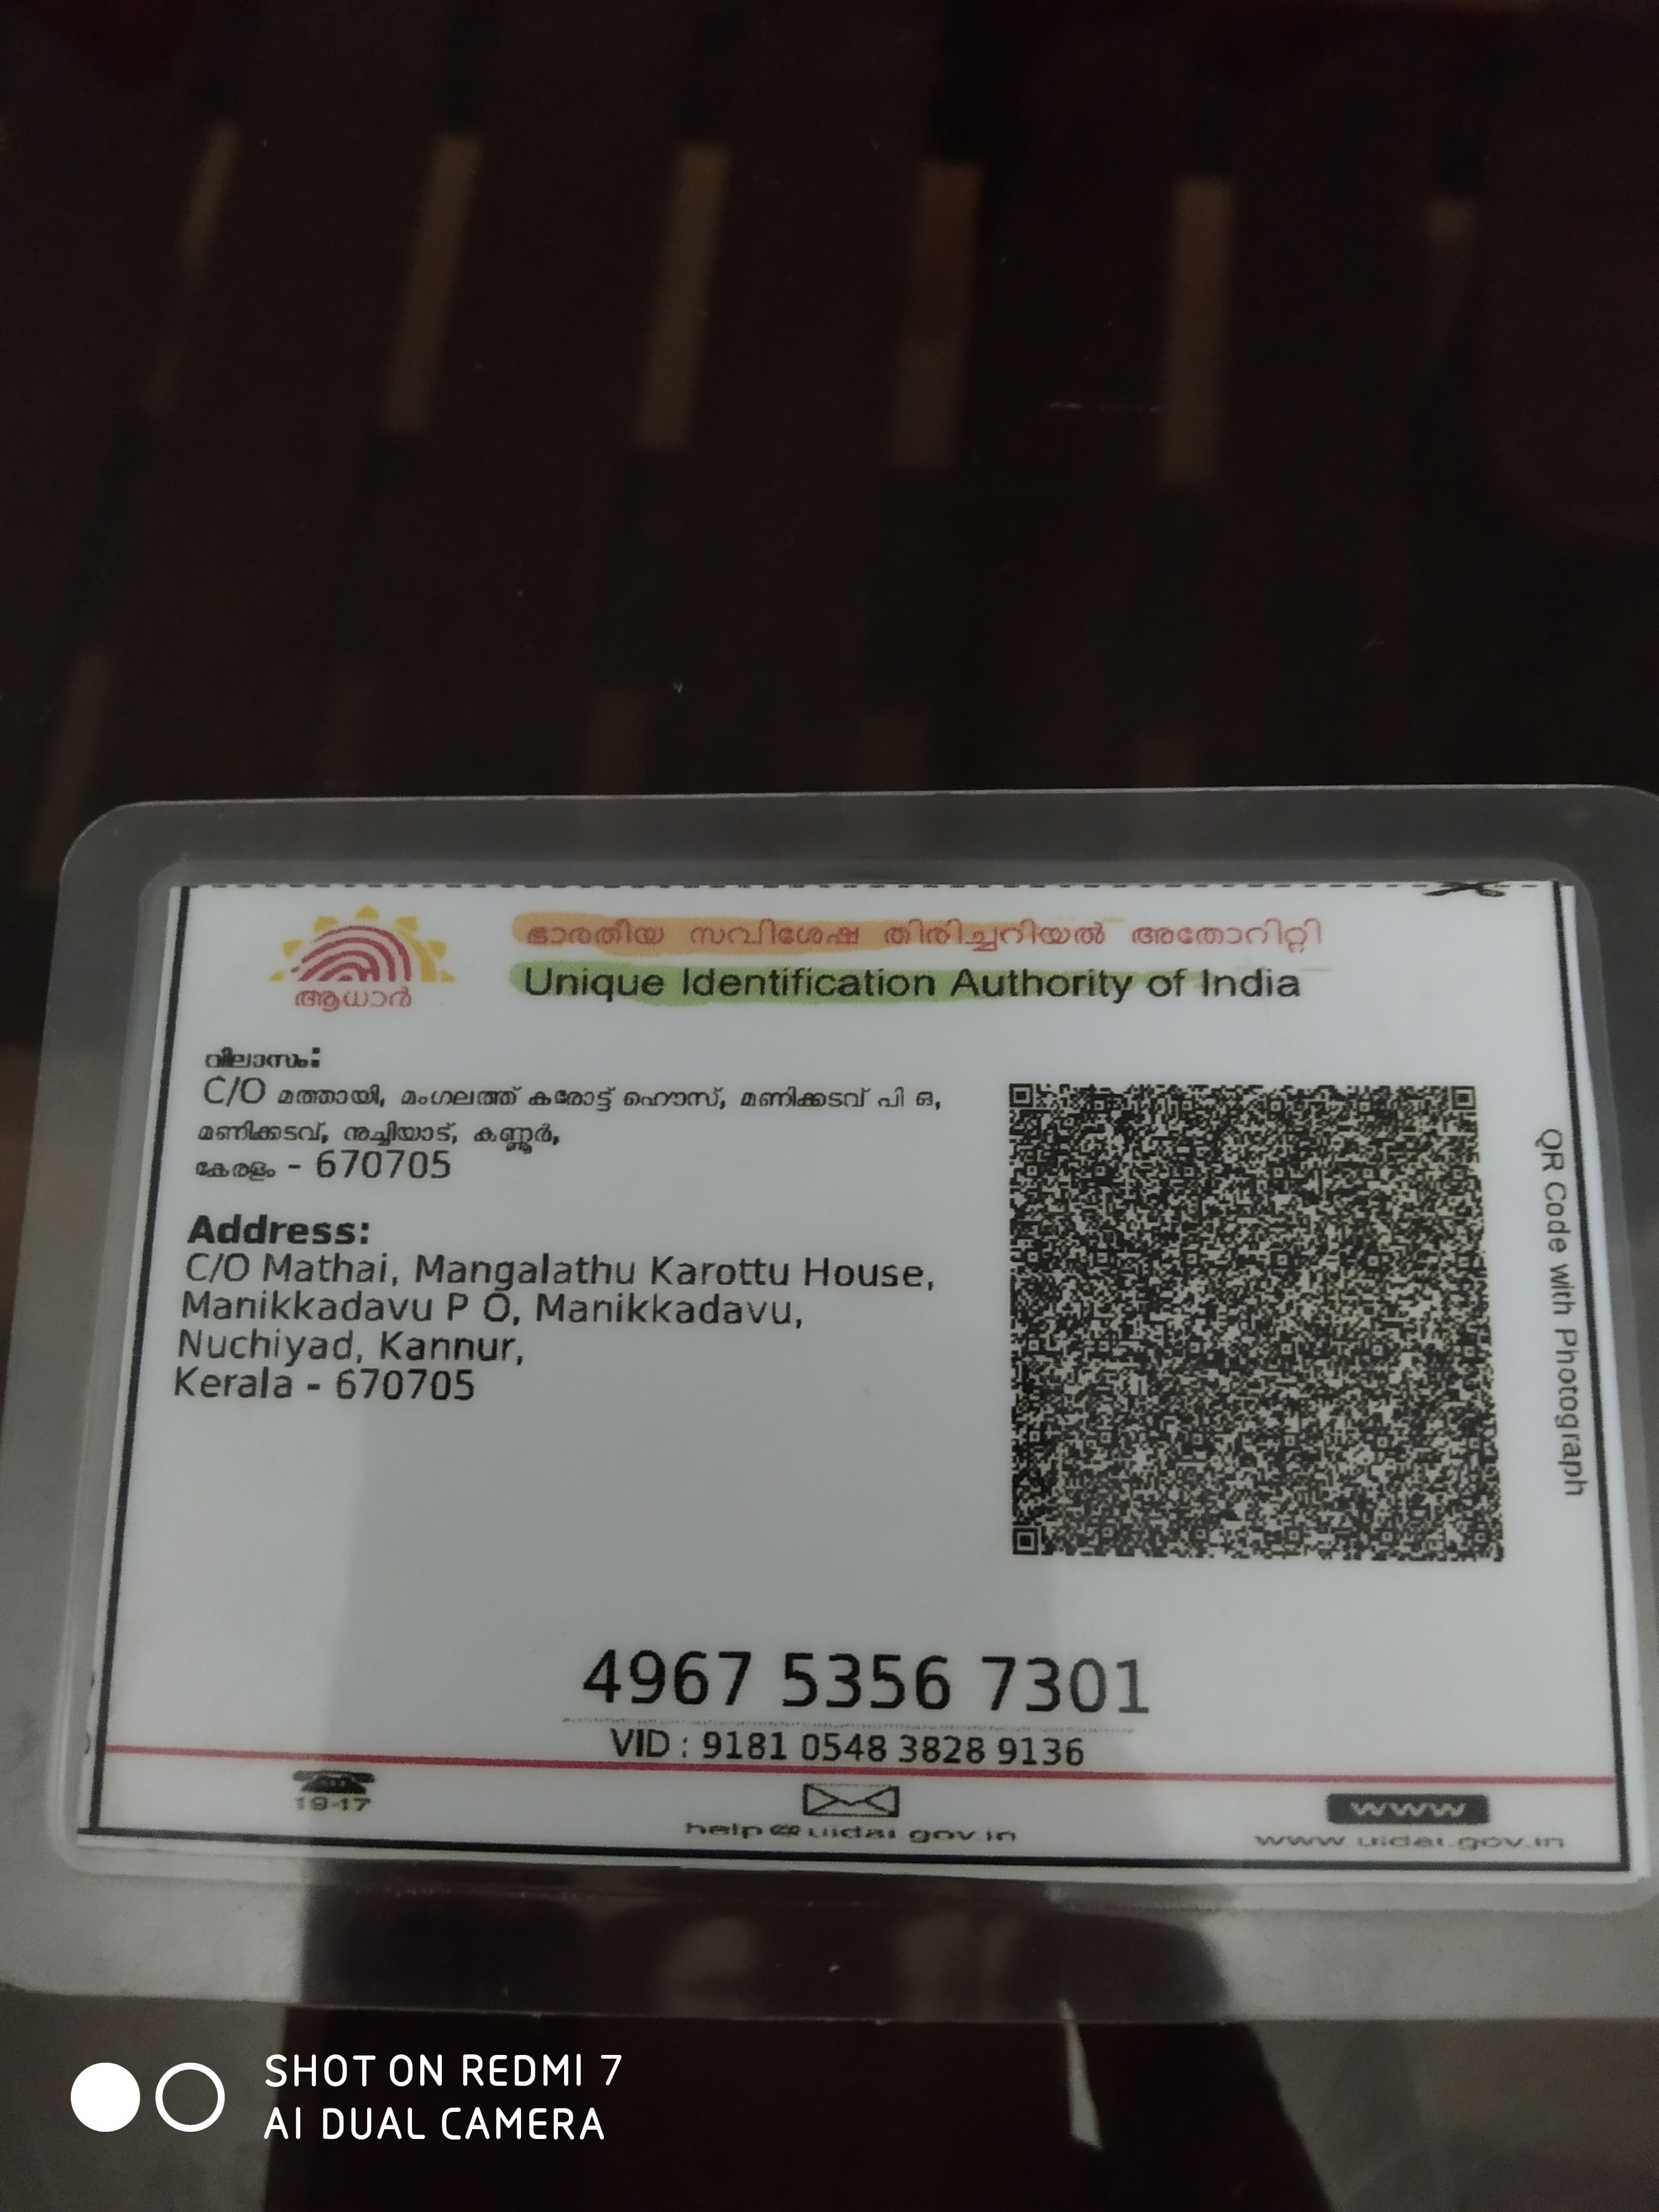 ഭാരതീയ സവിശേഷ തിരിച്ചറിയൽ അതോറിറ്റി
Unique Identification Authority of India
ആധാർ
വിലാസം:
C/O മത്തായി, മംഗലത്ത് കരോട്ട് ഹൌസ്, മണിക്കടവ് പി ഒ,
മണിക്കടവ്, നുച്ചിയാട്, കണ്ണൂർ,
കേരളം - 670705
Address:
C/O Mathai, Mangalathu Karottu House,
Manikkadavu P O, Manikkadavu,
Nuchiyad, Kannur,
Kerala - 670705
QR Code with Photograph
4967 5356 7301
VID : 9181 0548 3828 9136
1947
help@uidai.gov.in
www
www.uidai.gov.in
SHOT ON REDMI 7
AI DUAL CAMERA